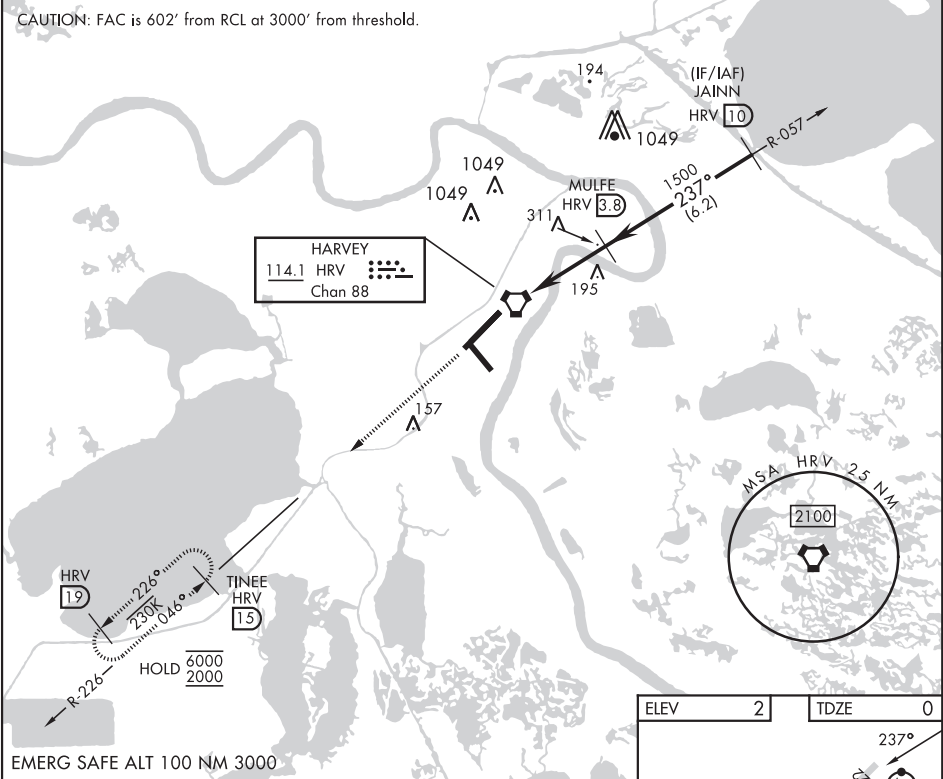 CAUTION: FAC is 602' from RCL at 3000' from threshold.
194
(IF/IAF)
JAINN
HRV 10
R-057
1049
1049
1049
1500
237°
(6.2)
MULFE
HRV 3.8
311
195
HARVEY
114.1 HRV
Chan 88
157
MSA HRV 25 NM
2100
HRV
19
226°
230K
046°
TINEE
HRV
15
HOLD 6000
2000
R-226
ELEV 2
TDZE 0
237°
EMERG SAFE ALT 100 NM 3000